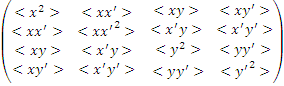 < x² > < xx′ > < xy > < xy′ >
< xx′ > < xx′² > < x′y > < x′y′ >
< xy > < x′y > < y² > < yy′ >
< xy′ > < x′y′ > < yy′ > < y′² >